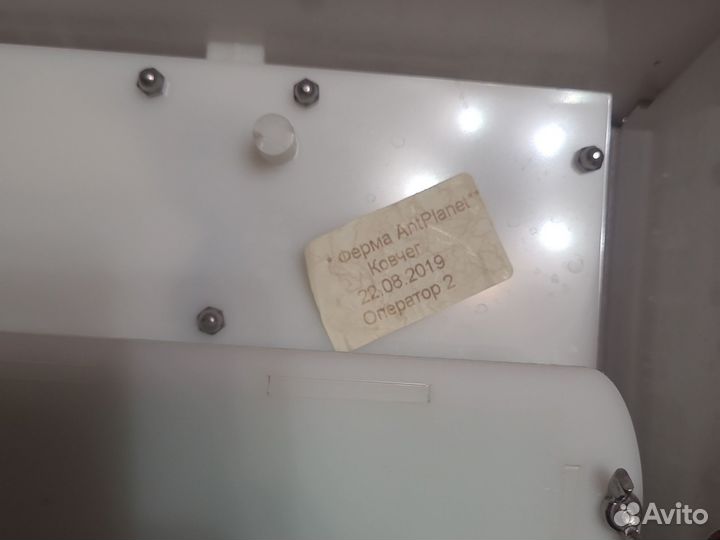 * Ферма AntPlanet *
Ковчег
22.08.2019
Оператор 2
Avito